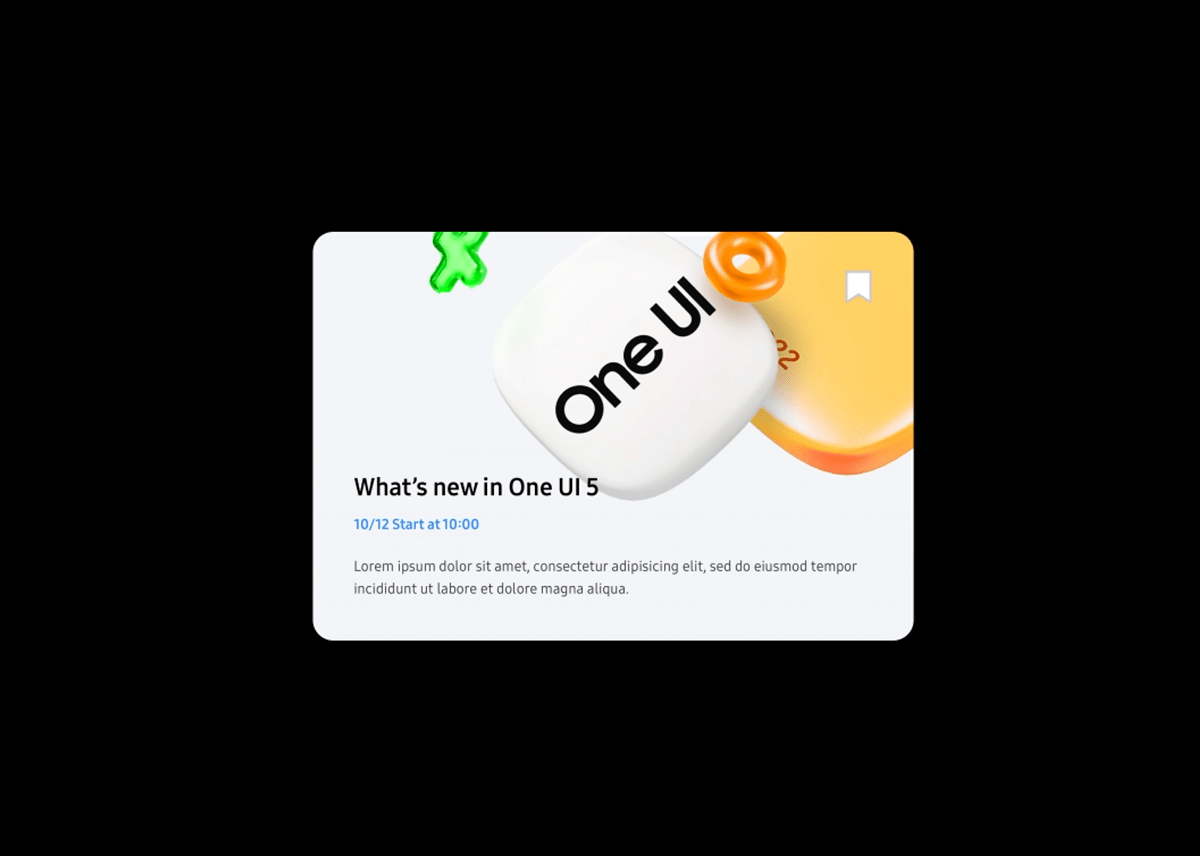 One UI
What’s new in One UI 5
10/12 Start at 10:00
Lorem ipsum dolor sit amet, consectetur adipisicing elit, sed do eiusmod tempor
incididunt ut labore et dolore magna aliqua.